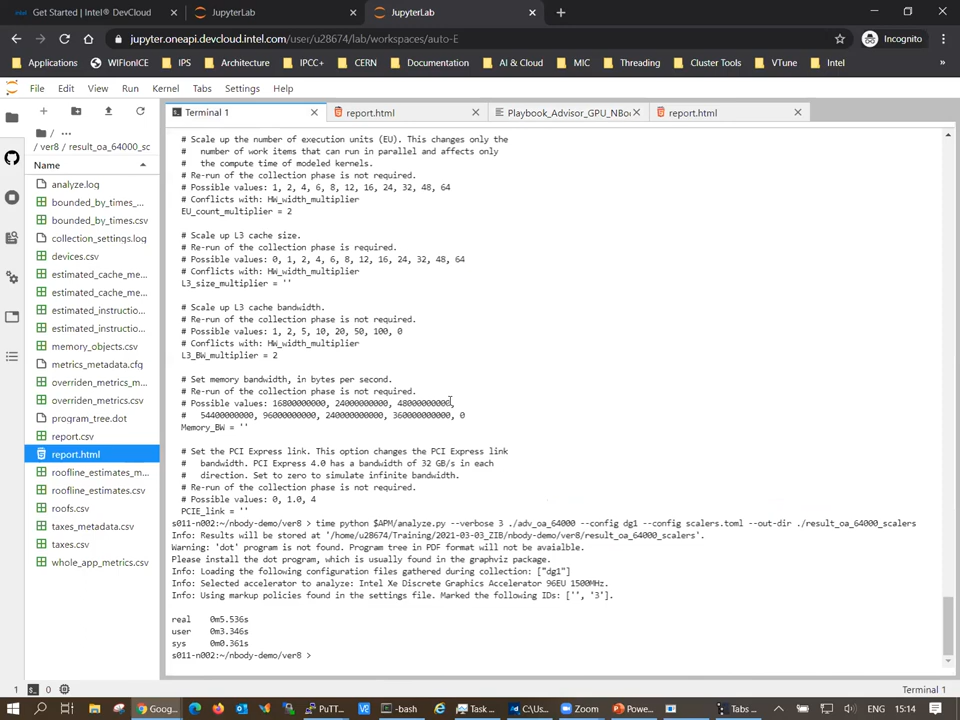 Get Started | Intel® DevCloud
JupyterLab
JupyterLab
jupyter.oneapi.devcloud.intel.com/user/u28674/lab/workspaces/auto-E
Incognito
Applications
WIFIonICE
IPS
Architecture
IPCC+
CERN
Documentation
AI & Cloud
MIC
Threading
Cluster Tools
VTune
Intel
»
File Edit View Run Kernel Tabs Settings Help
Terminal 1
report.html
Playbook_Advisor_GPU_NBo
report.html
/ ···
/ ver8 / result_oa_64000_sc
Name
analyze.log
bounded_by_times_...
bounded_by_times.csv
collection_settings.log
devices.csv
estimated_cache_me...
estimated_cache_me...
estimated_instructio...
estimated_instructio...
memory_objects.csv
metrics_metadata.cfg
overriden_metrics_m...
overriden_metrics.csv
program_tree.dot
report.csv
report.html
roofline_estimates_m...
roofline_estimates.csv
roofs.csv
taxes_metadata.csv
taxes.csv
whole_app_metrics.csv
# Scale up the number of execution units (EU). This changes only the
#   number of work items that can run in parallel and affects only
#   the compute time of modeled kernels.
# Re-run of the collection phase is not required.
# Possible values: 1, 2, 4, 6, 8, 12, 16, 24, 32, 48, 64
# Conflicts with: HW_width_multiplier
EU_count_multiplier = 2
# Scale up L3 cache size.
# Re-run of the collection phase is required.
# Possible values: 0, 1, 2, 4, 6, 8, 12, 16, 24, 32, 48, 64
# Conflicts with: HW_width_multiplier
L3_size_multiplier = ''
# Scale up L3 cache bandwidth.
# Re-run of the collection phase is not required.
# Possible values: 1, 2, 5, 10, 20, 50, 100, 0
# Conflicts with: HW_width_multiplier
L3_BW_multiplier = 2
# Set memory bandwidth, in bytes per second.
# Re-run of the collection phase is not required.
# Possible values: 16800000000, 24000000000, 48000000000,
#   54400000000, 96000000000, 240000000000, 360000000000, 0
Memory_BW = ''
# Set the PCI Express link. This option changes the PCI Express link
#   bandwidth. PCI Express 4.0 has a bandwidth of 32 GB/s in each
#   direction. Set to zero to simulate infinite bandwidth.
# Re-run of the collection phase is not required.
# Possible values: 0, 1.0, 4
PCIE_link = ''
s011-n002:~/nbody-demo/ver8 > time python $APM/analyze.py --verbose 3 ./adv_oa_64000 --config dg1 --config scalers.toml --out-dir ./result_oa_64000_scalers
Info: Results will be stored at '/home/u28674/Training/2021-03-03_ZIB/nbody-demo/ver8/result_oa_64000_scalers'.
Warning: 'dot' program is not found. Program tree in PDF format will not be avaialble.
Please install the dot program, which is usually found in the graphviz package.
Info: Loading the following configuration files gathered during collection: ["dg1"]
Info: Selected accelerator to analyze: Intel Xe Discrete Graphics Accelerator 96EU 1500MHz.
Info: Using markup policies found in the settings file. Marked the following IDs: ['', '3'].
real    0m5.536s
user    0m3.346s
sys     0m0.361s
s011-n002:~/nbody-demo/ver8 >
1
0
Terminal 1
Goog...
PuTT...
-bash
Task ...
C:\Us...
Zoom
Powe...
Tabs ...
ENG
15:14